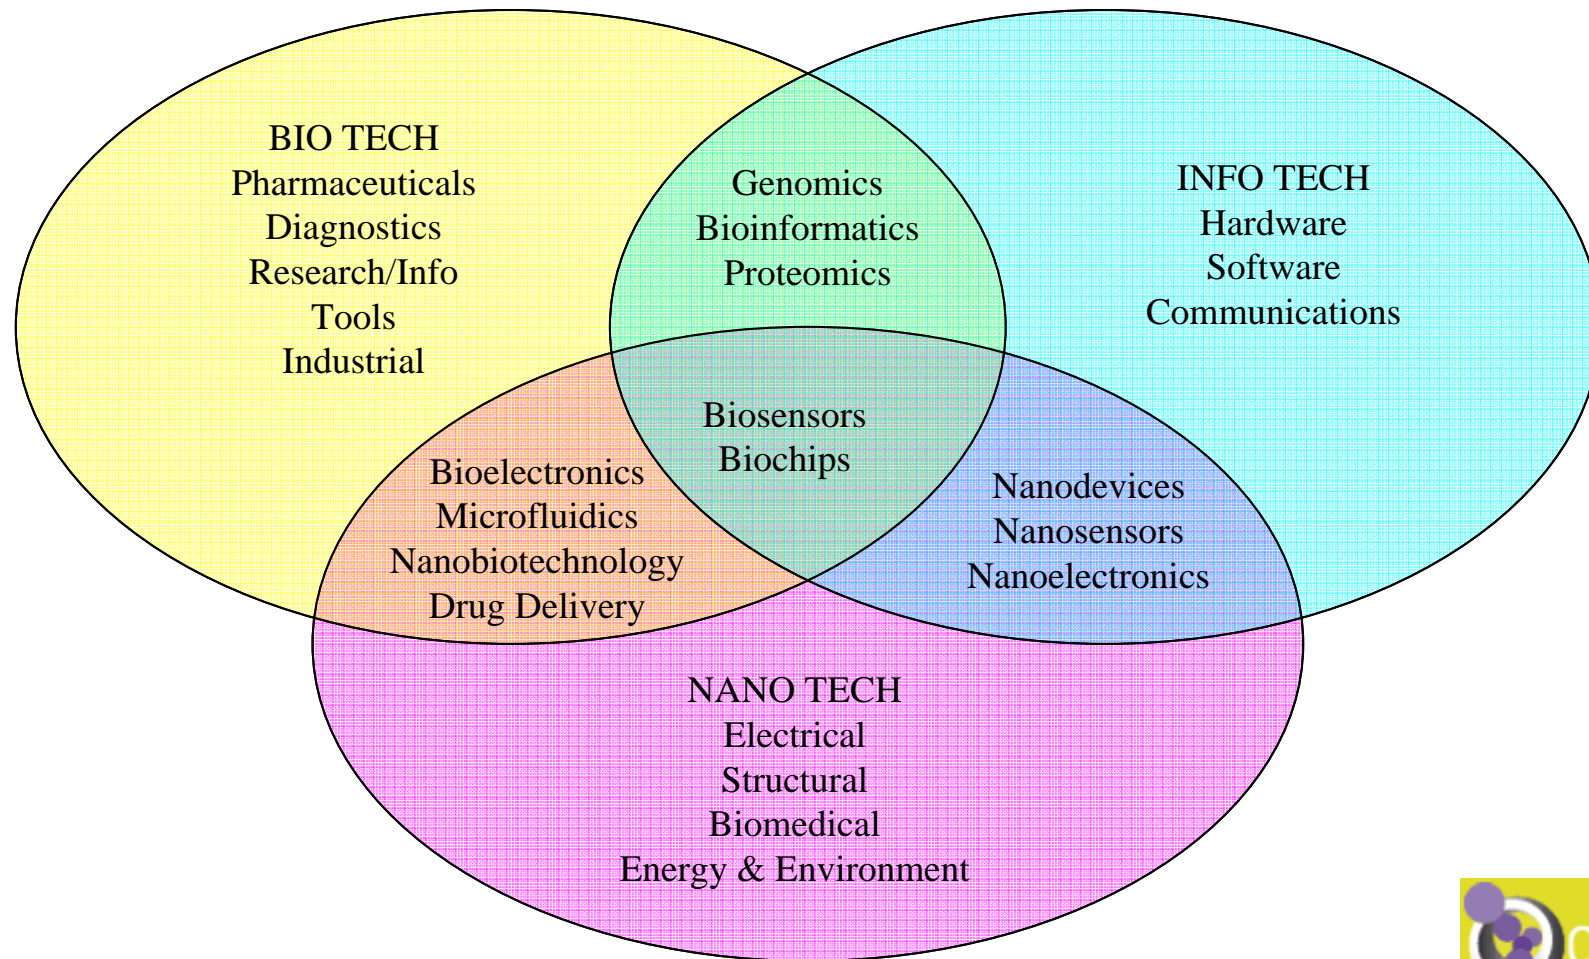 BIO TECH
Pharmaceuticals
Diagnostics
Research/Info
Tools
Industrial
Genomics
Bioinformatics
Proteomics
INFO TECH
Hardware
Software
Communications
Biosensors
Biochips
Bioelectronics
Microfluidics
Nanobiotechnology
Drug Delivery
Nanodevices
Nanosensors
Nanoelectronics
NANO TECH
Electrical
Structural
Biomedical
Energy & Environment